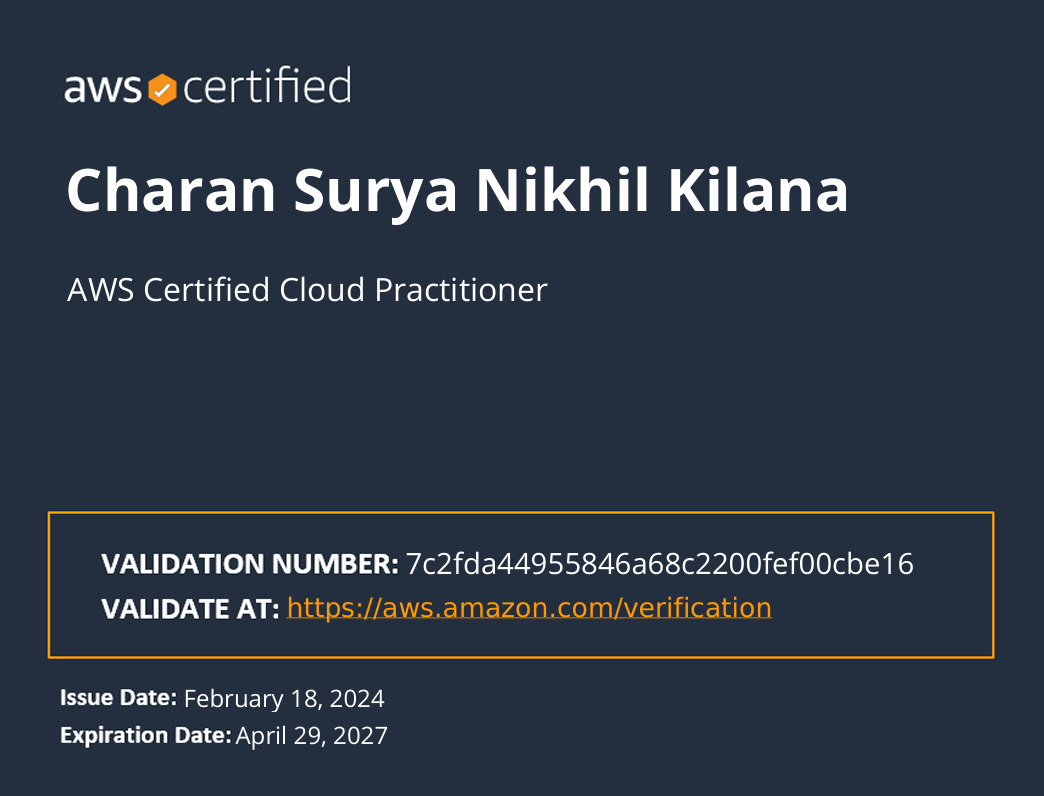 aws certified
Charan Surya Nikhil Kilana
AWS Certified Cloud Practitioner
VALIDATION NUMBER: 7c2fda44955846a68c2200fef00cbe16
VALIDATE AT: https://aws.amazon.com/verification
Issue Date: February 18, 2024
Expiration Date: April 29, 2027